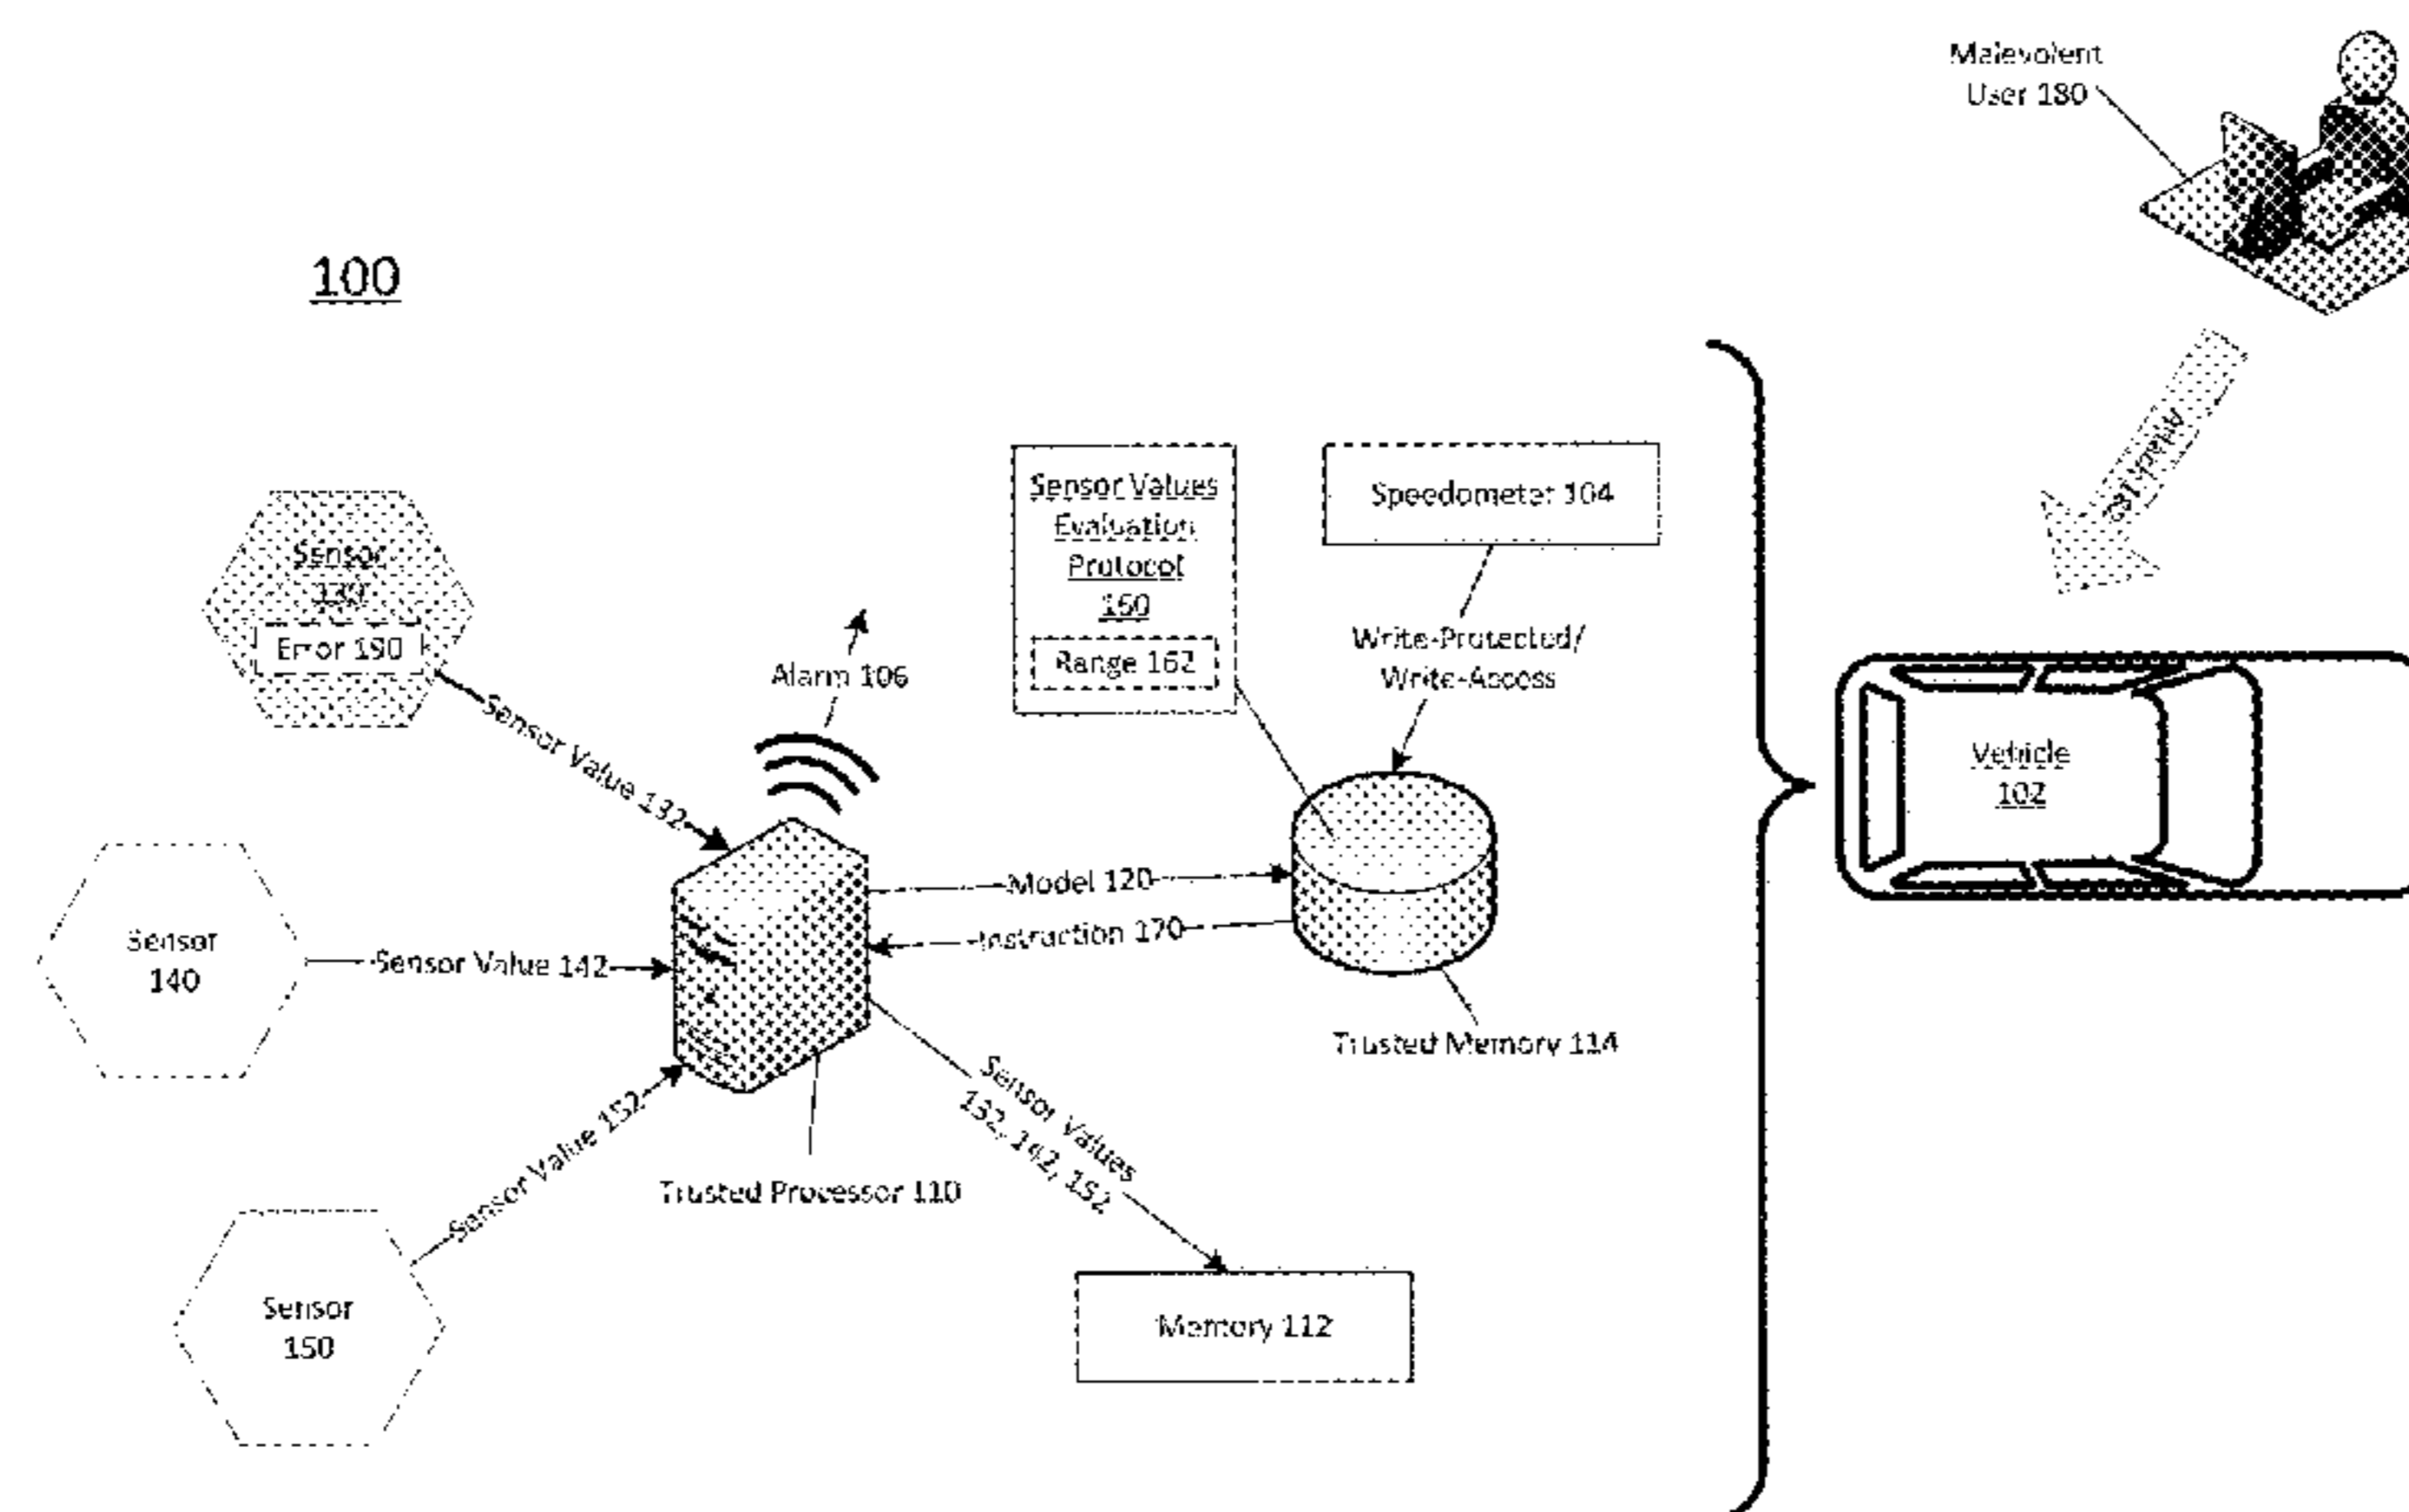 Malevolent
User 180
100
Attack 182
Sensor Values
Evaluation
Protocol
160
Range 162
Speedometer 104
Sensor
130
Error 190
Write-Protected/
Write-Access
Alarm 106
Sensor Value 132
Vehicle
102
Model 120
Instruction 170
Sensor
140
Sensor Value 142
Trusted Memory 114
Sensor Values
132, 142, 152
Sensor Value 152
Trusted Processor 110
Sensor
150
Memory 112